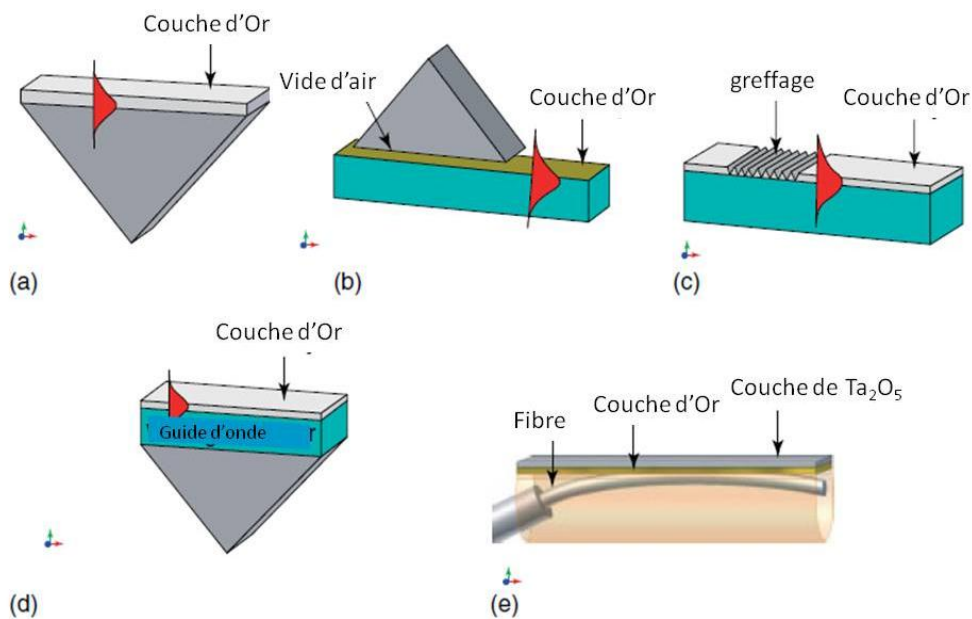 Couche d'Or
(a)
Vide d'air
Couche d'Or
(b)
greffage
Couche d'Or
(c)
Couche d'Or
Guide d'onde
(d)
Fibre
Couche d'Or
Couche de Ta₂O₅
(e)